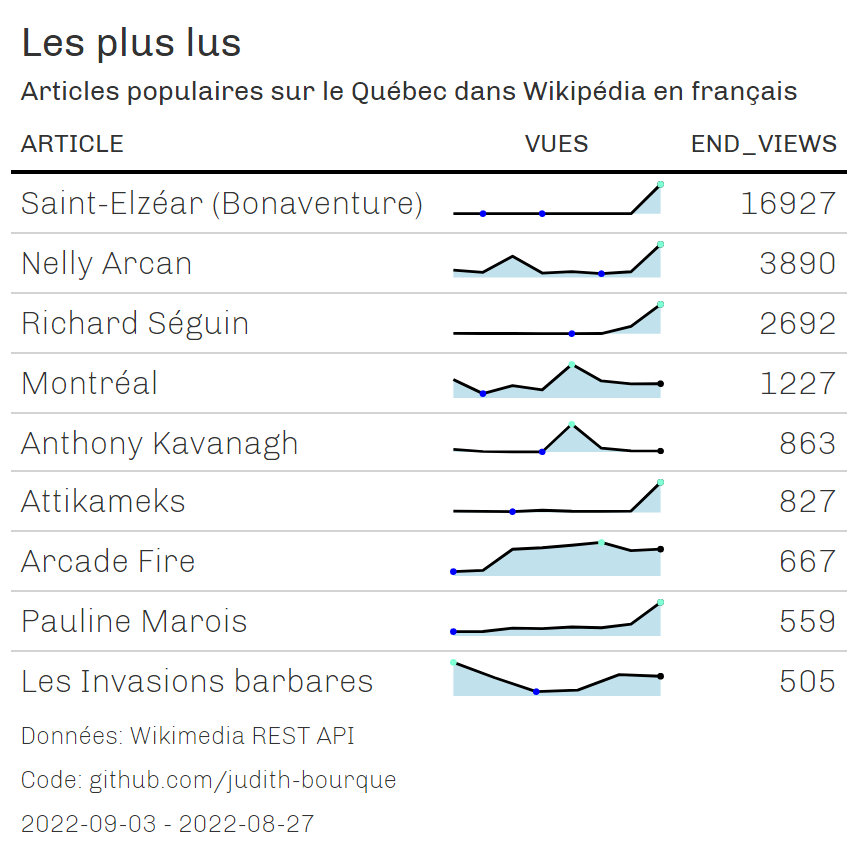 Les plus lus
Articles populaires sur le Québec dans Wikipédia en français
ARTICLE VUES END_VIEWS
Saint-Elzéar (Bonaventure) 16927
Nelly Arcan 3890
Richard Séguin 2692
Montréal 1227
Anthony Kavanagh 863
Attikameks 827
Arcade Fire 667
Pauline Marois 559
Les Invasions barbares 505
Données: Wikimedia REST API
Code: github.com/judith-bourque
2022-09-03 - 2022-08-27